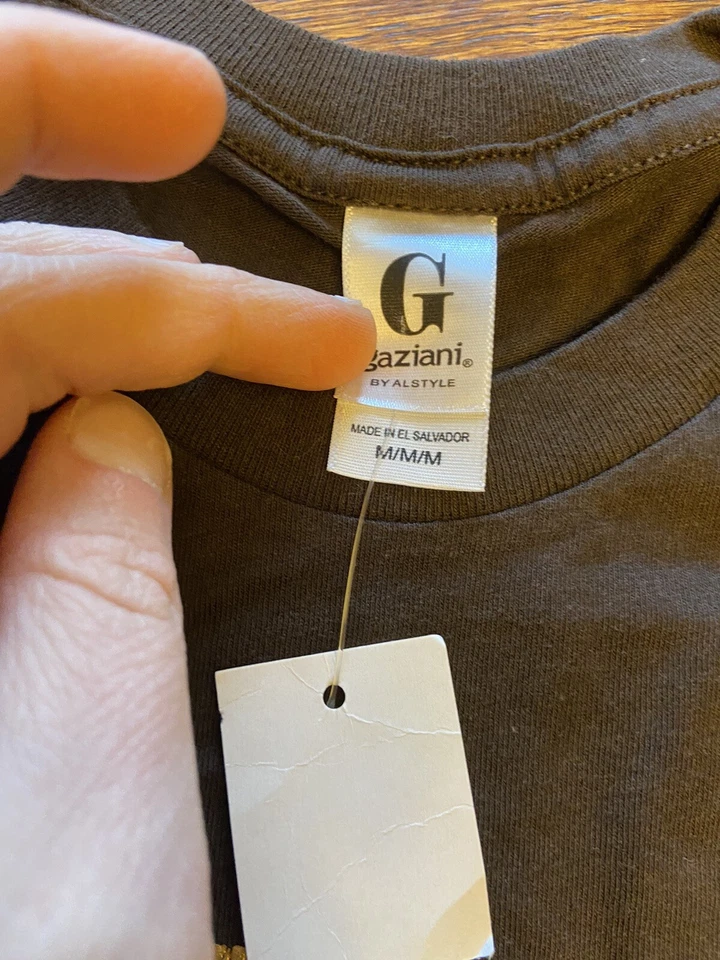 G
gaziani®
BY ALSTYLE
MADE IN EL SALVADOR
M/M/M